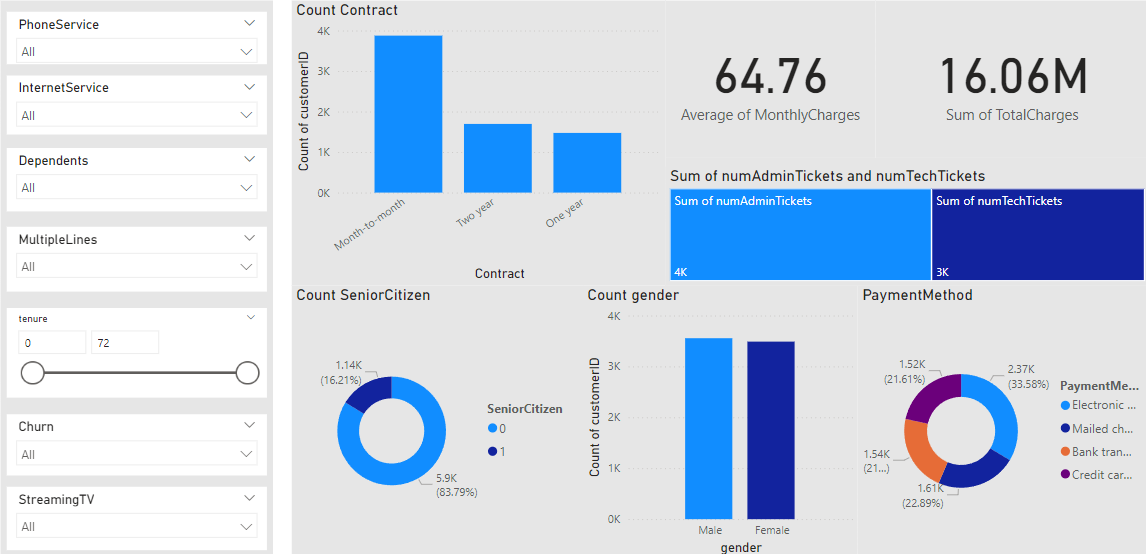 PhoneService
All
InternetService
All
Dependents
All
MultipleLines
All
tenure
0 72
Churn
All
StreamingTV
All
Count Contract
4K
3K
2K
1K
0K
Count of customerID
Month-to-month
Two year
One year
Contract
64.76
Average of MonthlyCharges
16.06M
Sum of TotalCharges
Sum of numAdminTickets and numTechTickets
Sum of numAdminTickets
4K
Sum of numTechTickets
3K
Count SeniorCitizen
1.14K
(16.21%)
5.9K
(83.79%)
SeniorCitizen
0
1
Count gender
4K
3K
2K
1K
0K
Count of customerID
Male
Female
gender
PaymentMethod
1.52K
(21.61%)
2.37K
(33.58%)
1.54K
(21...)
1.61K
(22.89%)
PaymentMe...
Electronic ...
Mailed ch...
Bank tran...
Credit car...